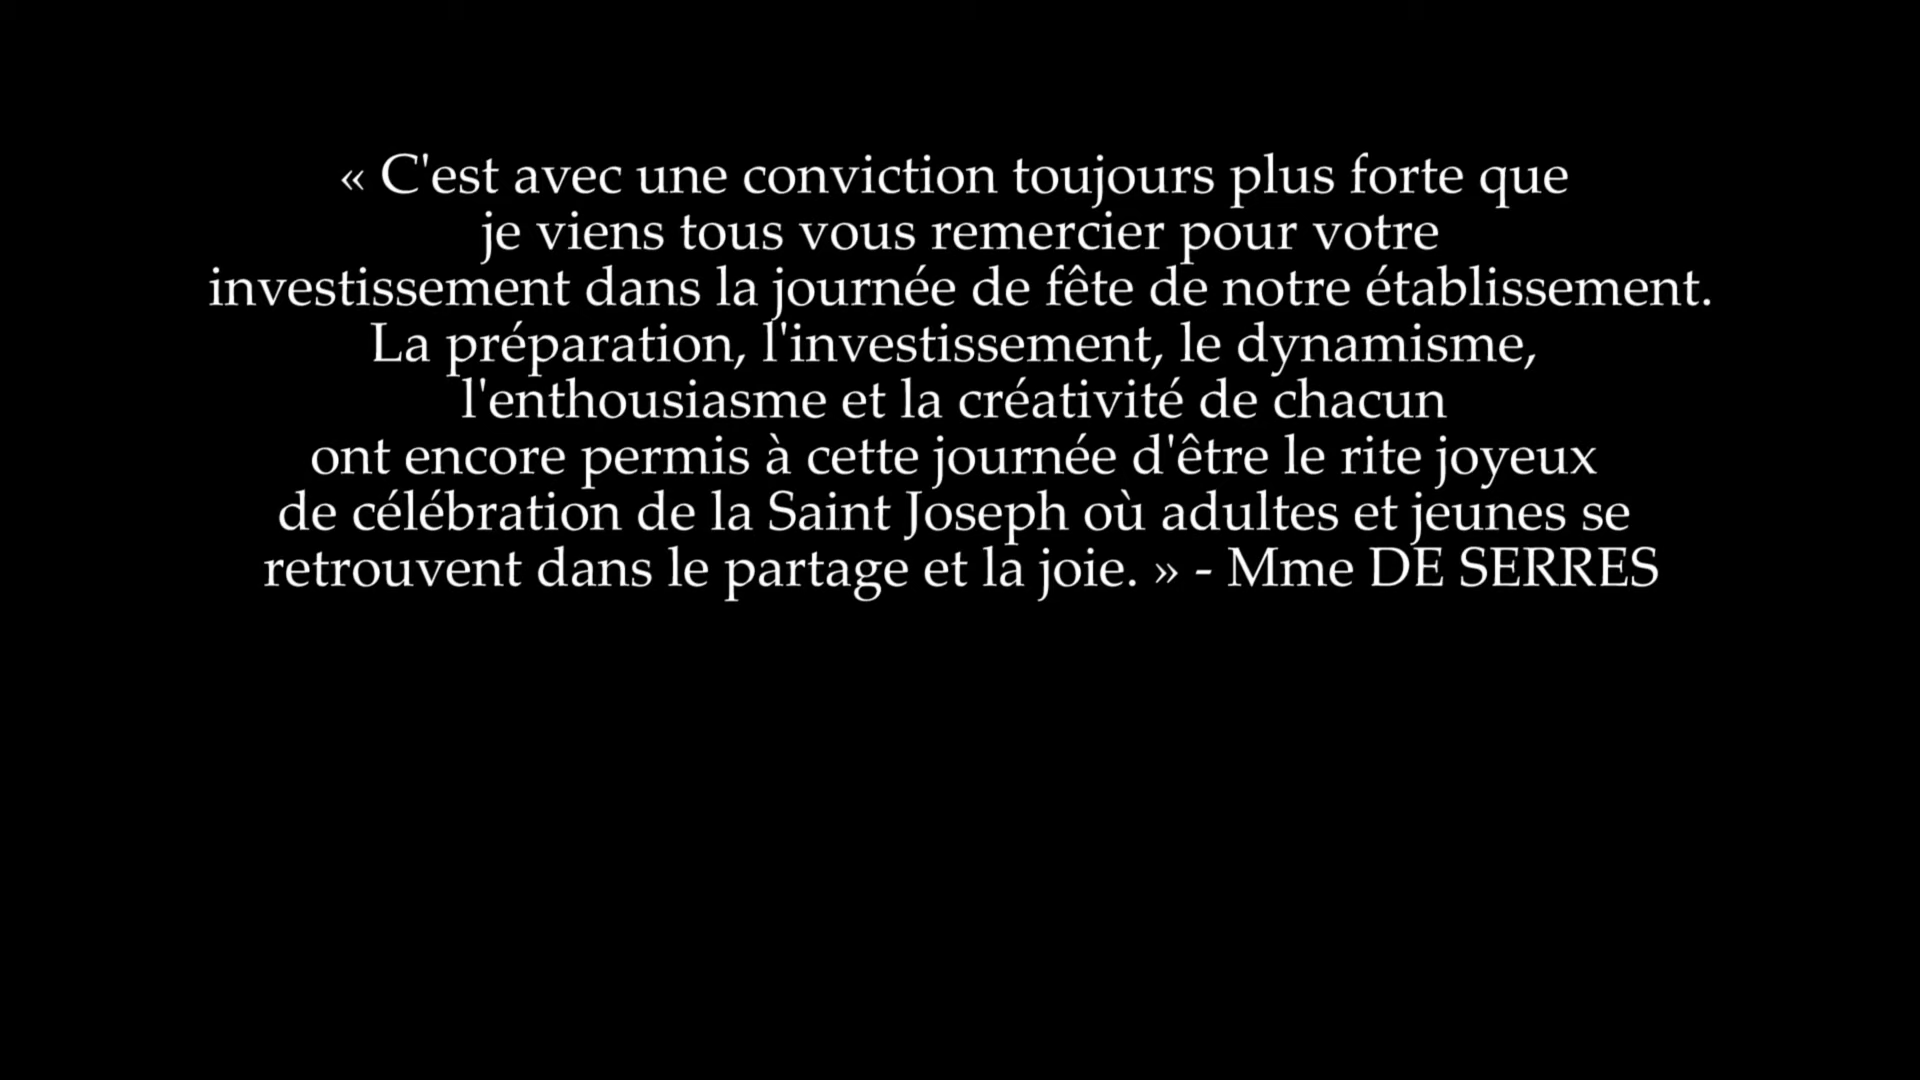 « C'est avec une conviction toujours plus forte que
je viens tous vous remercier pour votre
investissement dans la journée de fête de notre établissement.
La préparation, l'investissement, le dynamisme,
l'enthousiasme et la créativité de chacun
ont encore permis à cette journée d'être le rite joyeux
de célébration de la Saint Joseph où adultes et jeunes se
retrouvent dans le partage et la joie. » - Mme DE SERRES